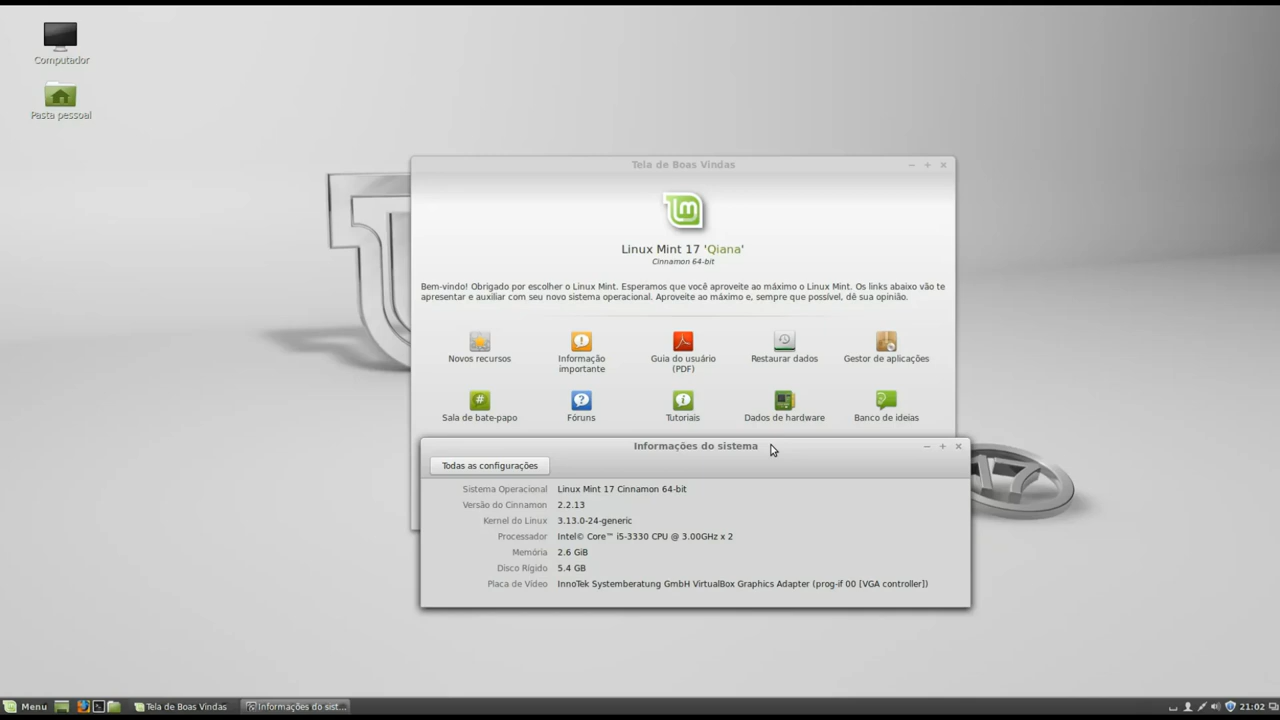 Computador
Pasta pessoal
Tela de Boas Vindas
Linux Mint 17 'Qiana'
Cinnamon 64-bit
Bem-vindo! Obrigado por escolher o Linux Mint. Esperamos que você aproveite ao máximo o Linux Mint. Os links abaixo vão te
apresentar e auxiliar com seu novo sistema operacional. Aproveite ao máximo e, sempre que possível, dê sua opinião.
Novos recursos
Informação
importante
Guia do usuário
(PDF)
Restaurar dados
Gestor de aplicações
Sala de bate-papo
Fóruns
Tutoriais
Dados de hardware
Banco de ideias
Informações do sistema
Todas as configurações
Sistema Operacional Linux Mint 17 Cinnamon 64-bit
Versão do Cinnamon 2.2.13
Kernel do Linux 3.13.0-24-generic
Processador Intel© Core™ i5-3330 CPU @ 3.00GHz x 2
Memória 2.6 GiB
Disco Rígido 5.4 GB
Placa de Vídeo InnoTek Systemberatung GmbH VirtualBox Graphics Adapter (prog-if 00 [VGA controller])
17
Menu
Tela de Boas Vindas
Informações do sist...
21:02